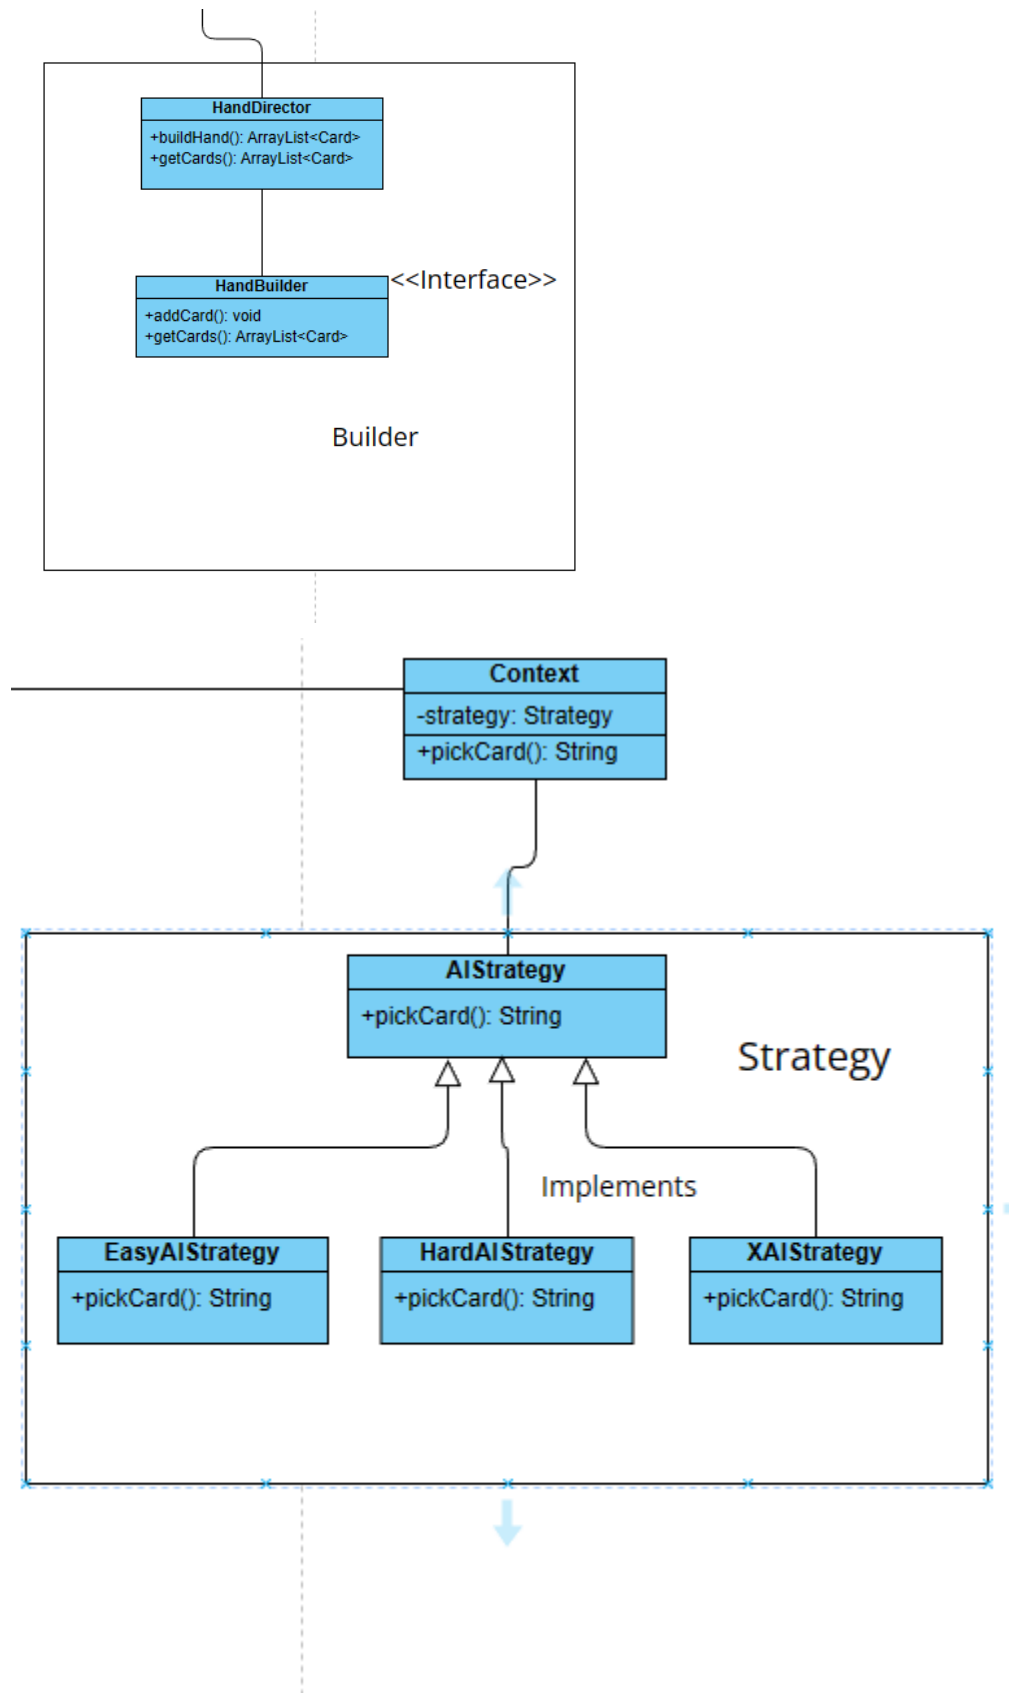 HandDirector
+buildHand(): ArrayList<Card>
+getCards(): ArrayList<Card>
<<Interface>>
HandBuilder
+addCard(): void
+getCards(): ArrayList<Card>
Builder
Context
-strategy: Strategy
+pickCard(): String
AIStrategy
+pickCard(): String
Strategy
Implements
EasyAIStrategy
+pickCard(): String
HardAIStrategy
+pickCard(): String
XAIStrategy
+pickCard(): String